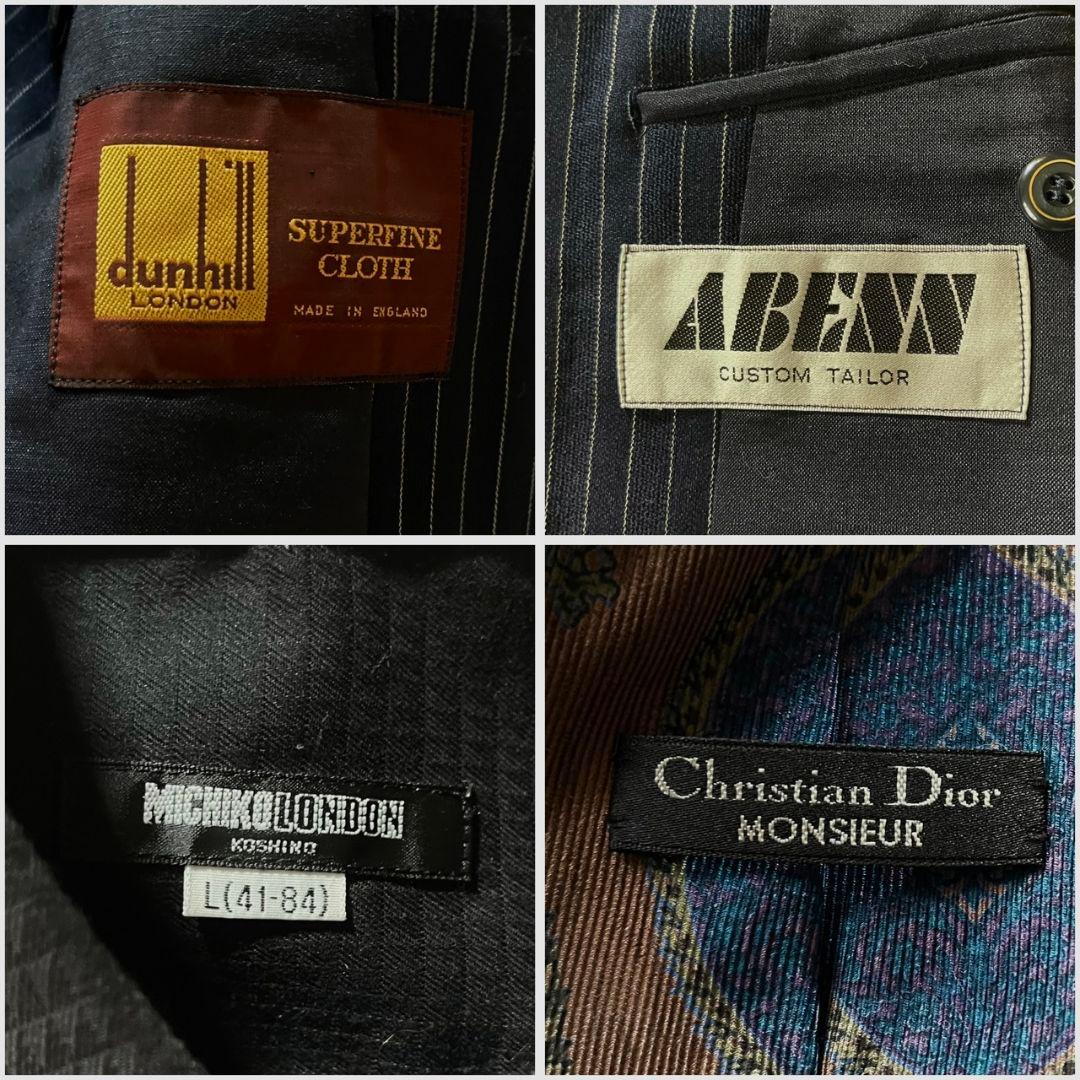 dunhill
LONDON
SUPERFINE
CLOTH
MADE IN ENGLAND
ABENN
CUSTOM TAILOR
MICHIKO LONDON
KOSHINO
L(41-84)
Christian Dior
MONSIEUR